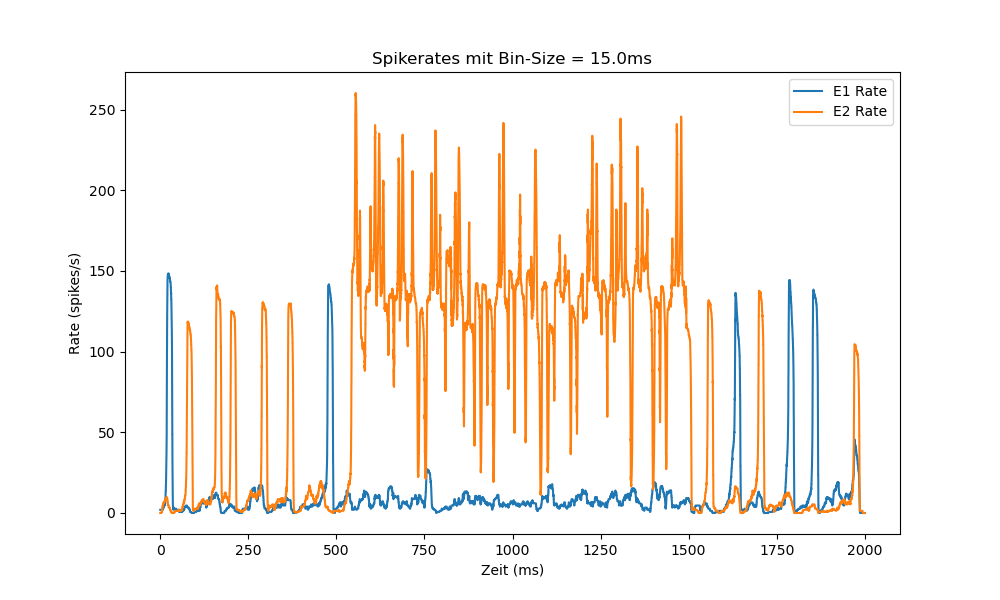 Spikerates mit Bin-Size = 15.0ms
E1 Rate
E2 Rate
Rate (spikes/s)
250
200
150
100
50
0
0 250 500 750 1000 1250 1500 1750 2000
Zeit (ms)